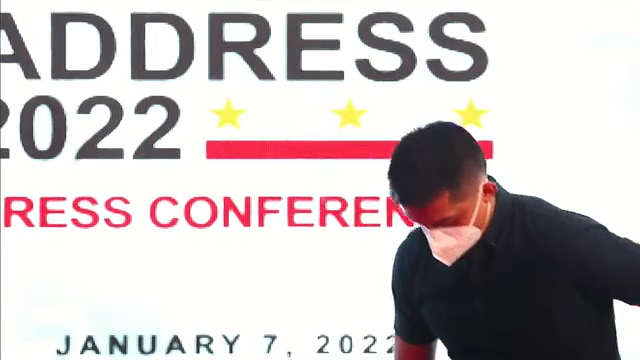 ADDRESS
2022
RESS CONFEREN
JANUARY 7, 2022